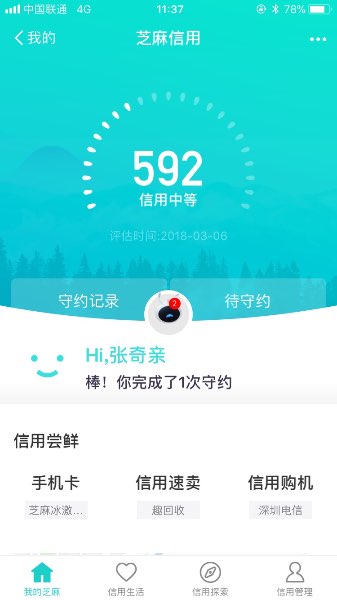 中国联通 4G 11:37 78%
我的 芝麻信用
592
信用中等
评估时间:2018-03-06
守约记录 待守约
2
Hi,张奇亲
棒！你完成了1次守约
信用尝鲜
手机卡 信用速卖 信用购机
芝麻冰激... 趣回收 深圳电信
我的芝麻 信用生活 信用探索 信用管理